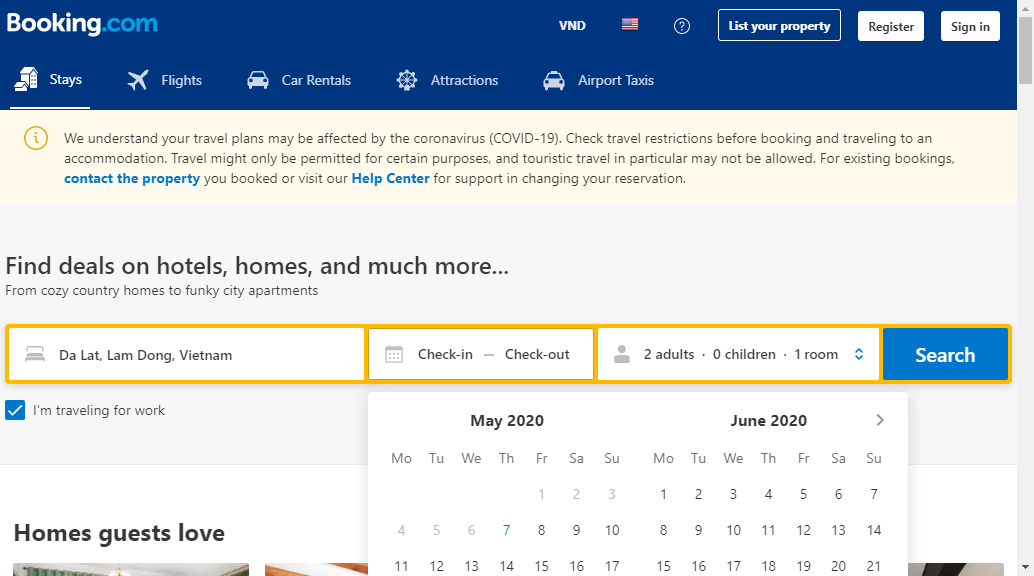 Booking.com
VND
List your property
Register
Sign in
Stays
Flights
Car Rentals
Attractions
Airport Taxis
We understand your travel plans may be affected by the coronavirus (COVID-19). Check travel restrictions before booking and traveling to an
accommodation. Travel might only be permitted for certain purposes, and touristic travel in particular may not be allowed. For existing bookings,
contact the property you booked or visit our Help Center for support in changing your reservation.
Find deals on hotels, homes, and much more...
From cozy country homes to funky city apartments
Da Lat, Lam Dong, Vietnam
Check-in — Check-out
2 adults · 0 children · 1 room
Search
I'm traveling for work
May 2020
Mo Tu We Th Fr Sa Su
1 2 3
4 5 6 7 8 9 10
11 12 13 14 15 16 17
June 2020
Mo Tu We Th Fr Sa Su
1 2 3 4 5 6 7
8 9 10 11 12 13 14
15 16 17 18 19 20 21
Homes guests love